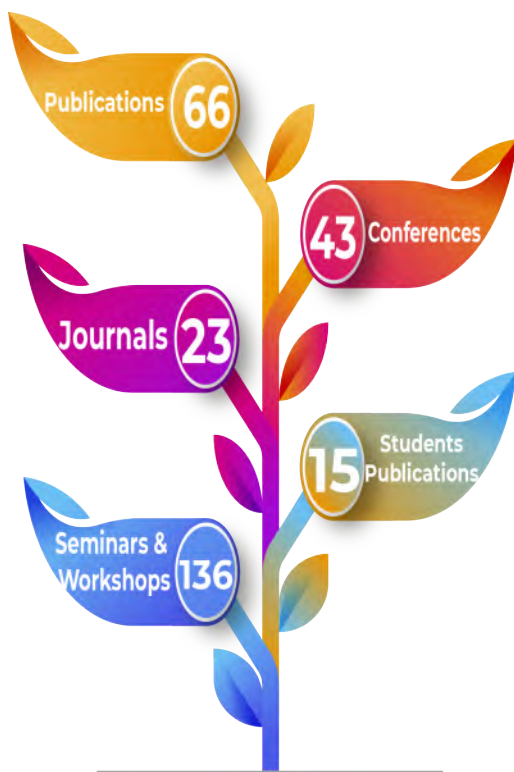 Publications 66
43 Conferences
Journals 23
15 Students
Publications
Seminars &
Workshops 136